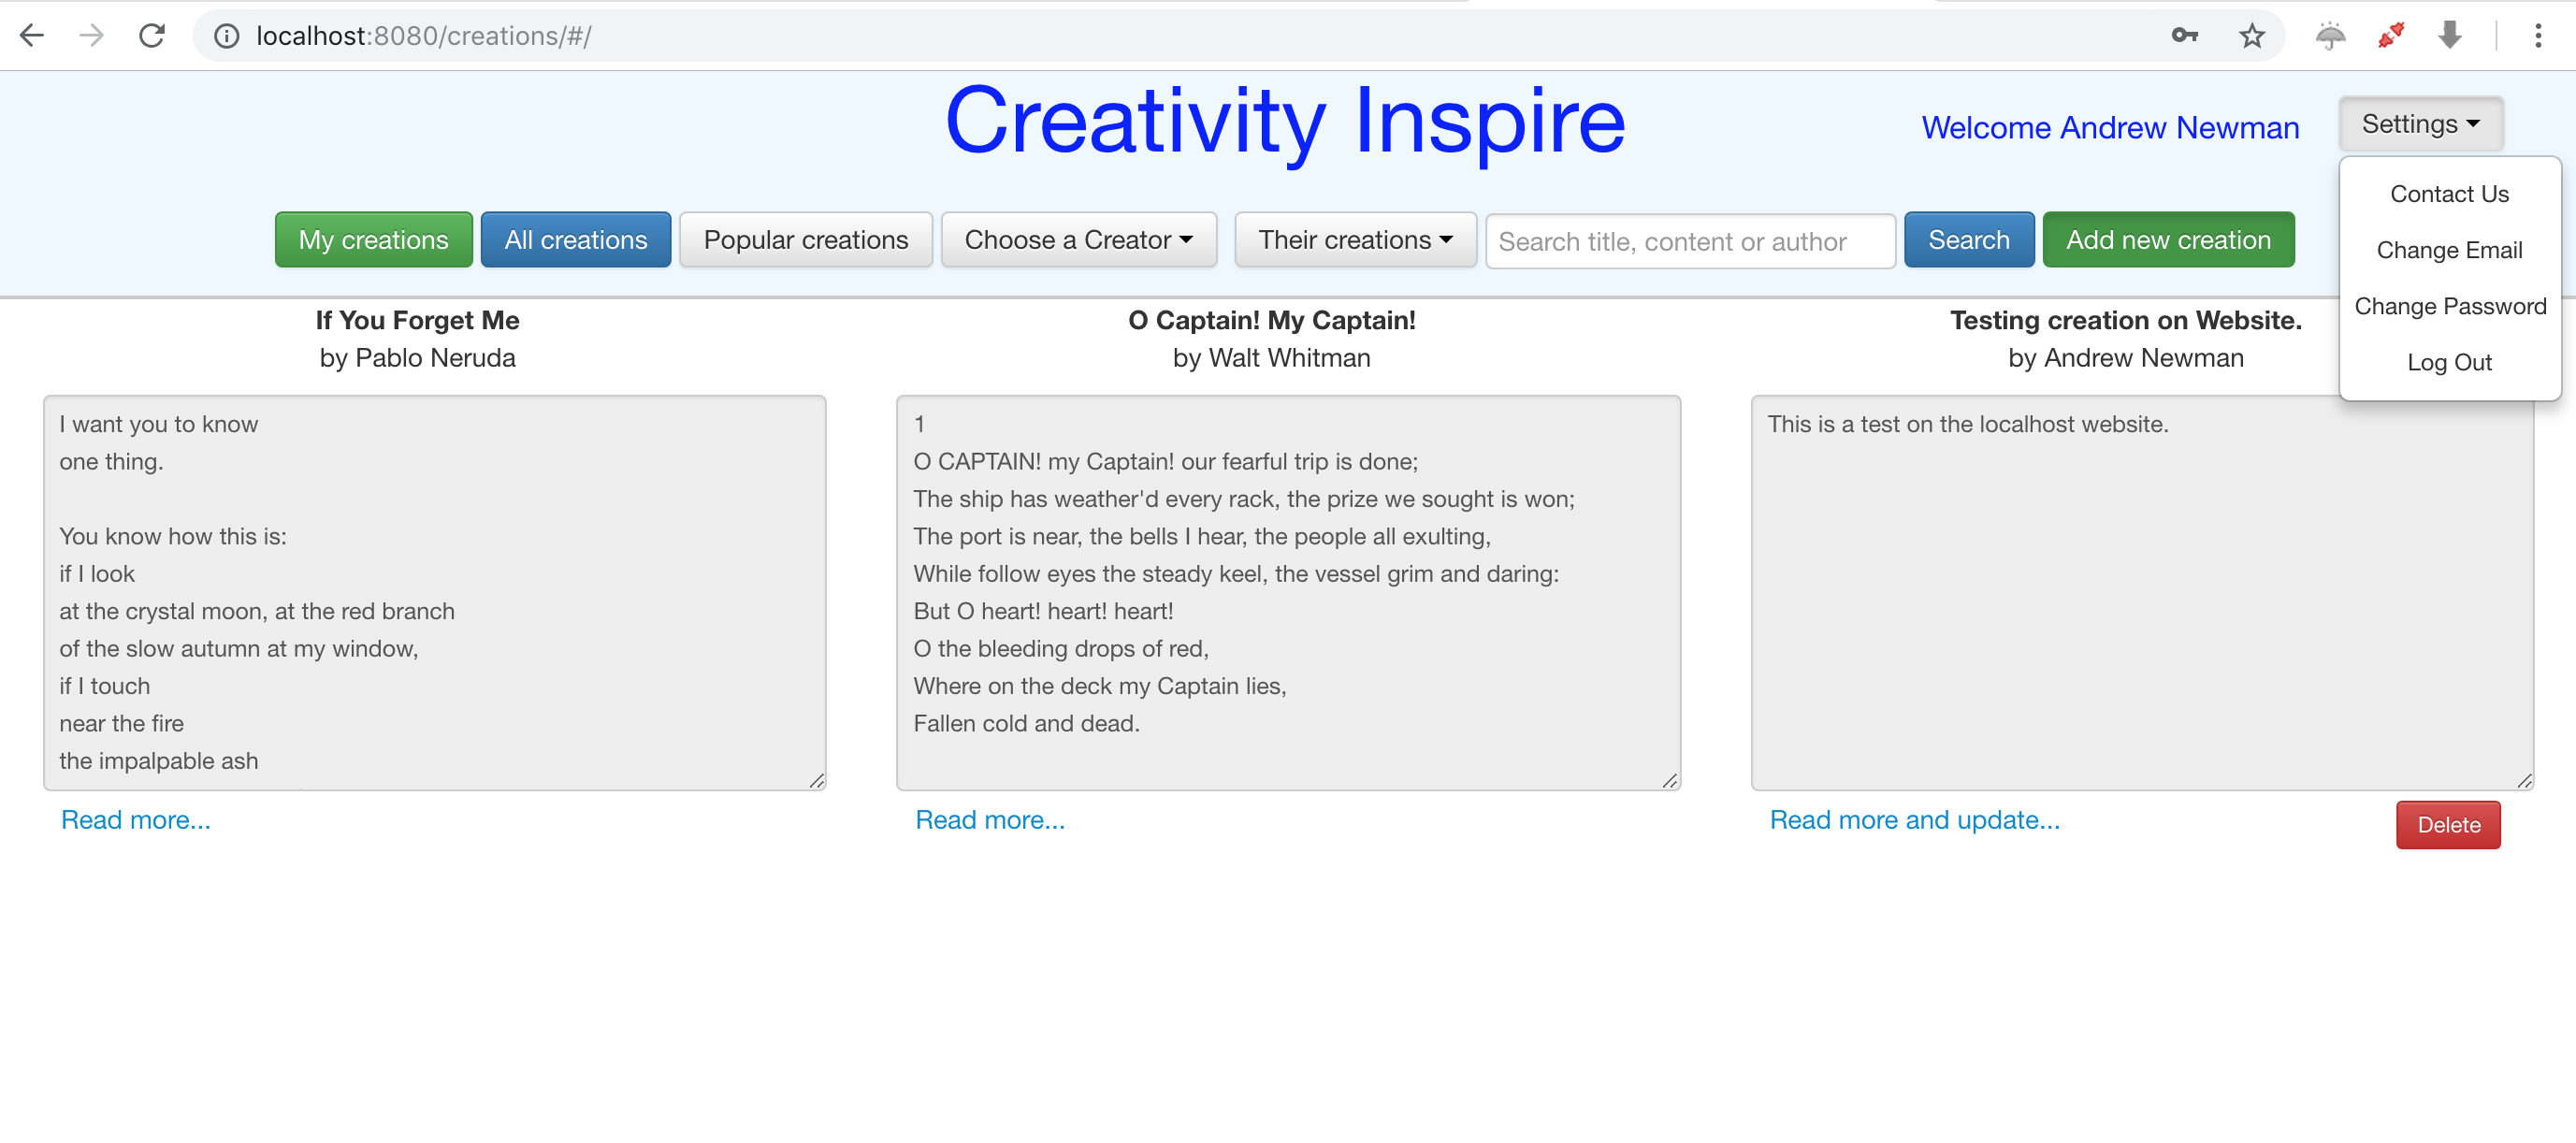 localhost:8080/creations/#/
Creativity Inspire
Welcome Andrew Newman
Settings
Contact Us
Change Email
Change Password
Log Out
My creations
All creations
Popular creations
Choose a Creator
Their creations
Search title, content or author
Search
Add new creation
If You Forget Me
by Pablo Neruda
I want you to know
one thing.
You know how this is:
if I look
at the crystal moon, at the red branch
of the slow autumn at my window,
if I touch
near the fire
the impalpable ash
Read more...
O Captain! My Captain!
by Walt Whitman
1
O CAPTAIN! my Captain! our fearful trip is done;
The ship has weather'd every rack, the prize we sought is won;
The port is near, the bells I hear, the people all exulting,
While follow eyes the steady keel, the vessel grim and daring:
But O heart! heart! heart!
O the bleeding drops of red,
Where on the deck my Captain lies,
Fallen cold and dead.
Read more...
Testing creation on Website.
by Andrew Newman
This is a test on the localhost website.
Read more and update...
Delete